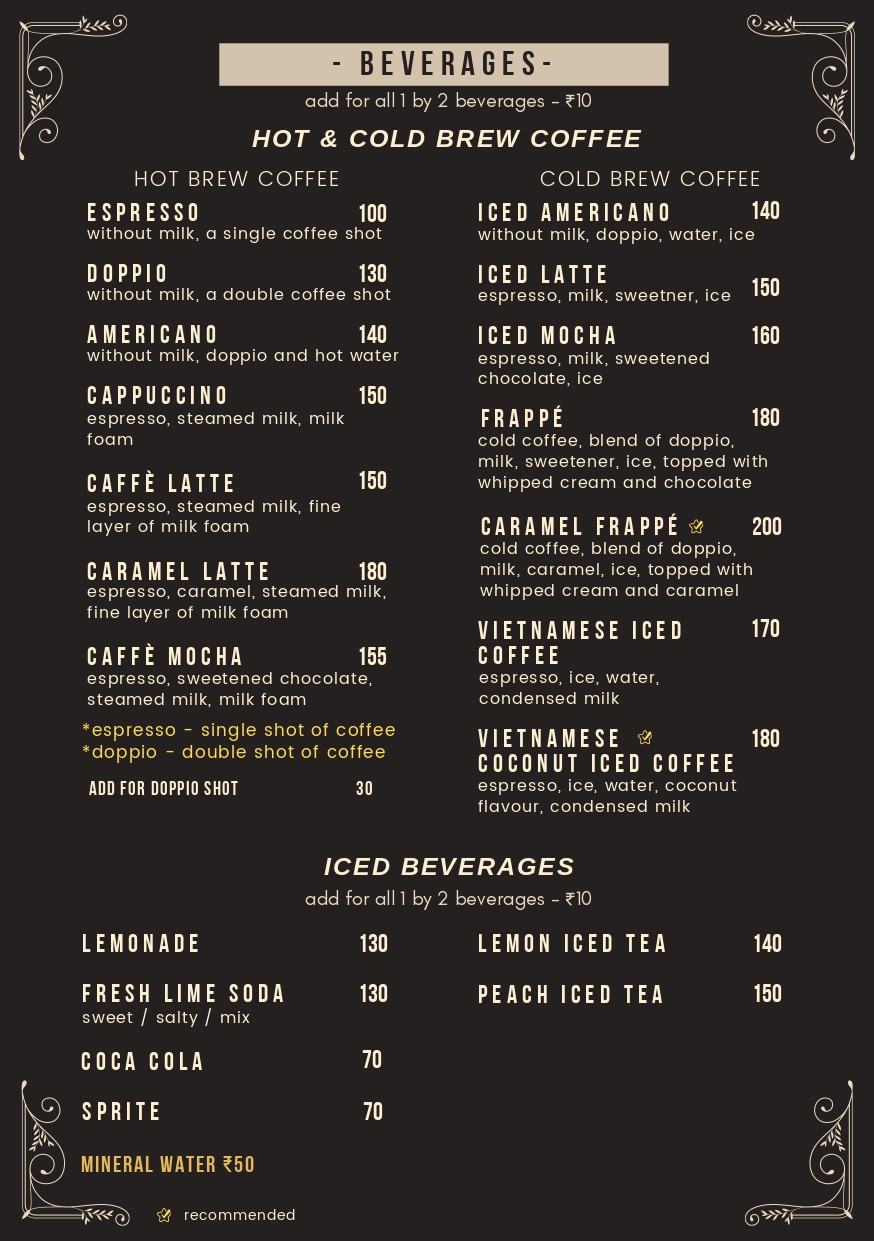 - BEVERAGES-
add for all 1 by 2 beverages - ₹10
HOT & COLD BREW COFFEE
HOT BREW COFFEE
ESPRESSO 100
without milk, a single coffee shot
DOPPIO 130
without milk, a double coffee shot
AMERICANO 140
without milk, doppio and hot water
CAPPUCCINO 150
espresso, steamed milk, milk
foam
CAFFÈ LATTE 150
espresso, steamed milk, fine
layer of milk foam
CARAMEL LATTE 180
espresso, caramel, steamed milk,
fine layer of milk foam
CAFFÈ MOCHA 155
espresso, sweetened chocolate,
steamed milk, milk foam
*espresso - single shot of coffee
*doppio - double shot of coffee
ADD FOR DOPPIO SHOT 30
COLD BREW COFFEE
ICED AMERICANO 140
without milk, doppio, water, ice
ICED LATTE
espresso, milk, sweetner, ice 150
ICED MOCHA 160
espresso, milk, sweetened
chocolate, ice
FRAPPÉ 180
cold coffee, blend of doppio,
milk, sweetener, ice, topped with
whipped cream and chocolate
CARAMEL FRAPPÉ 200
cold coffee, blend of doppio,
milk, caramel, ice, topped with
whipped cream and caramel
VIETNAMESE ICED 170
COFFEE
espresso, ice, water,
condensed milk
VIETNAMESE 180
COCONUT ICED COFFEE
espresso, ice, water, coconut
flavour, condensed milk
ICED BEVERAGES
add for all 1 by 2 beverages - ₹10
LEMONADE 130
FRESH LIME SODA 130
sweet / salty / mix
COCA COLA 70
SPRITE 70
MINERAL WATER ₹50
LEMON ICED TEA 140
PEACH ICED TEA 150
recommended